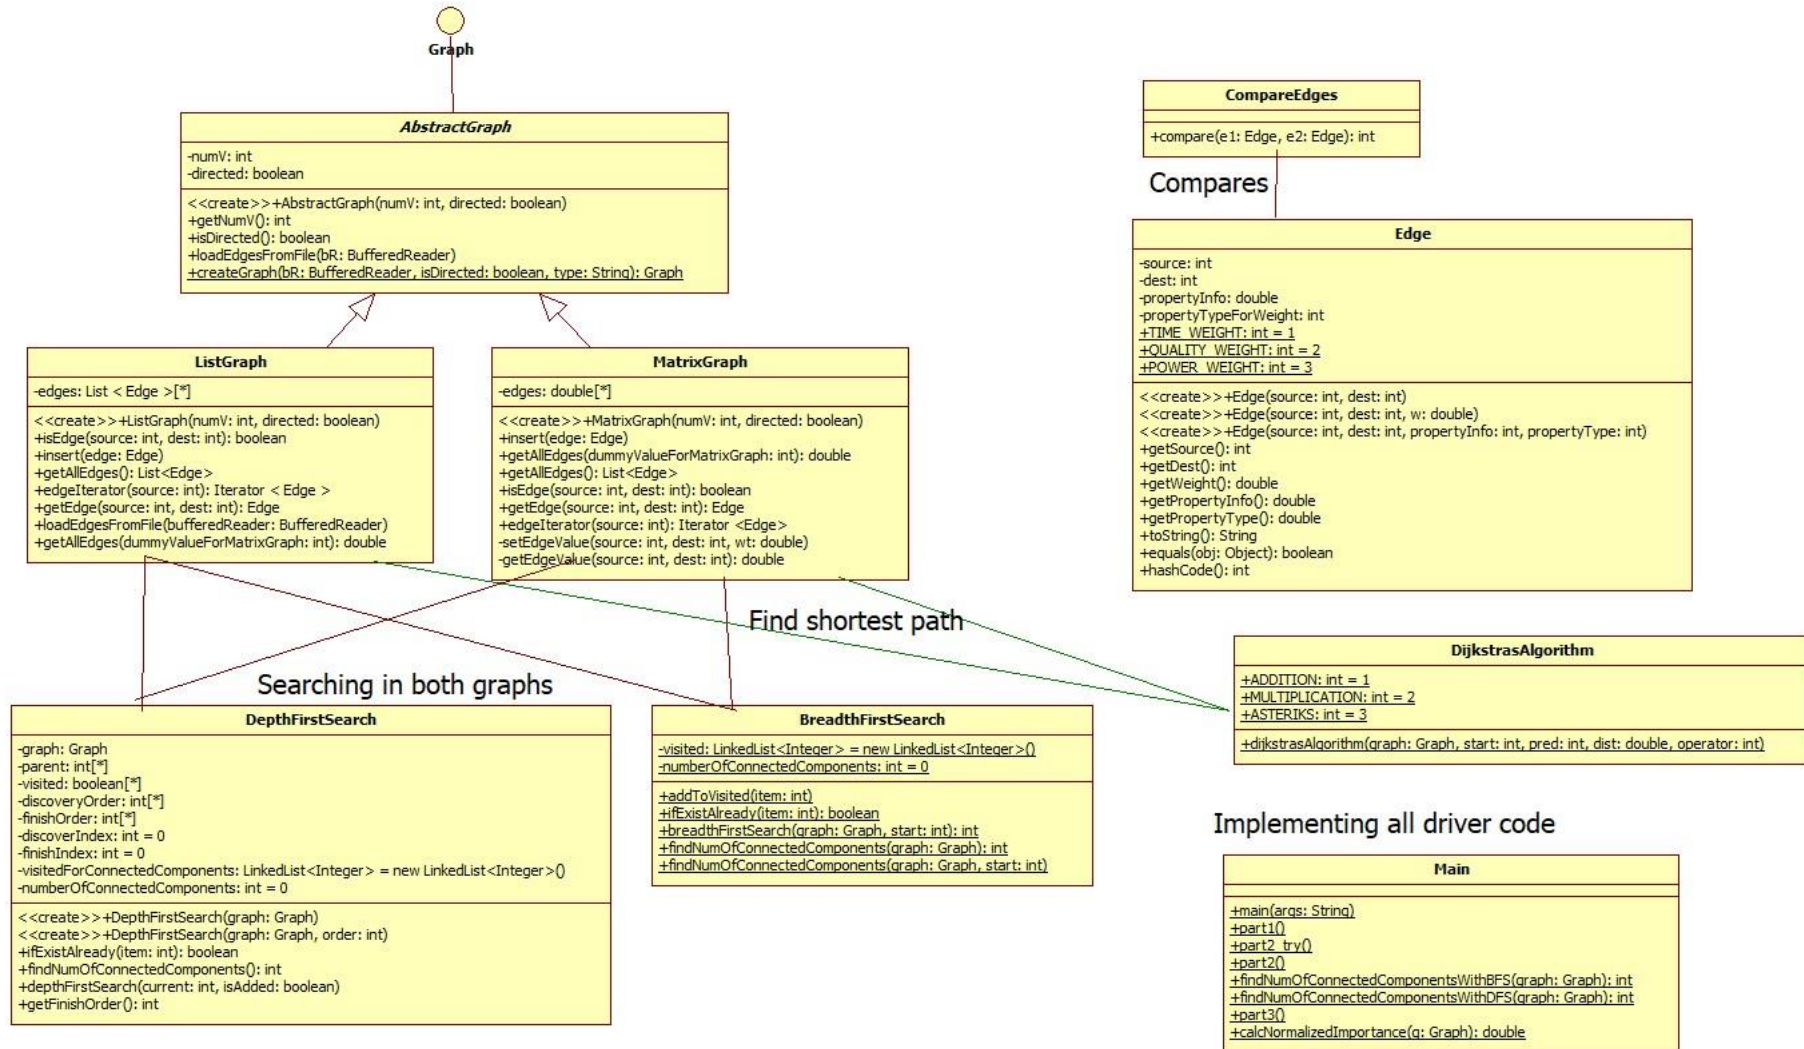 Graph
AbstractGraph
-numV: int
-directed: boolean
<<create>>+AbstractGraph(numV: int, directed: boolean)
+getNumV(): int
+isDirected(): boolean
+loadEdgesFromFile(bR: BufferedReader)
+createGraph(bR: BufferedReader, isDirected: boolean, type: String): Graph
CompareEdges
+compare(e1: Edge, e2: Edge): int
Compares
Edge
-source: int
-dest: int
-propertyInfo: double
-propertyTypeForWeight: int
+TIME_WEIGHT: int = 1
+QUALITY_WEIGHT: int = 2
+POWER_WEIGHT: int = 3
<<create>>+Edge(source: int, dest: int)
<<create>>+Edge(source: int, dest: int, w: double)
<<create>>+Edge(source: int, dest: int, propertyInfo: int, propertyType: int)
+getSource(): int
+getDest(): int
+getWeight(): double
+getPropertyInfo(): double
+getPropertyType(): double
+toString(): String
+equals(obj: Object): boolean
+hashCode(): int
ListGraph
-edges: List < Edge >[*]
<<create>>+ListGraph(numV: int, directed: boolean)
+isEdge(source: int, dest: int): boolean
+insert(edge: Edge)
+getAllEdges(): List<Edge>
+edgeIterator(source: int): Iterator < Edge >
+getEdge(source: int, dest: int): Edge
+loadEdgesFromFile(bufferedReader: BufferedReader)
+getAllEdges(dummyValueForMatrixGraph: int): double
MatrixGraph
-edges: double[*]
<<create>>+MatrixGraph(numV: int, directed: boolean)
+insert(edge: Edge)
+getAllEdges(dummyValueForMatrixGraph: int): double
+getAllEdges(): List<Edge>
+isEdge(source: int, dest: int): boolean
+getEdge(source: int, dest: int): Edge
+edgeIterator(source: int): Iterator <Edge>
-setEdgeValue(source: int, dest: int, wt: double)
-getEdgeValue(source: int, dest: int): double
Find shortest path
Searching in both graphs
DepthFirstSearch
-graph: Graph
-parent: int[*]
-visited: boolean[*]
-discoveryOrder: int[*]
-finishOrder: int[*]
-discoverIndex: int = 0
-finishIndex: int = 0
-visitedForConnectedComponents: LinkedList<Integer> = new LinkedList<Integer>()
-numberOfConnectedComponents: int = 0
<<create>>+DepthFirstSearch(graph: Graph)
<<create>>+DepthFirstSearch(graph: Graph, order: int)
+ifExistAlready(item: int): boolean
+findNumOfConnectedComponents(): int
+depthFirstSearch(current: int, isAdded: boolean)
+getFinishOrder(): int
BreadthFirstSearch
-visited: LinkedList<Integer> = new LinkedList<Integer>()
-numberOfConnectedComponents: int = 0
+addToVisited(item: int)
+ifExistAlready(item: int): boolean
+breadthFirstSearch(graph: Graph, start: int): int
+findNumOfConnectedComponents(graph: Graph): int
+findNumOfConnectedComponents(graph: Graph, start: int)
DijkstrasAlgorithm
+ADDITION: int = 1
+MULTIPLICATION: int = 2
+ASTERIKS: int = 3
+dijkstrasAlgorithm(graph: Graph, start: int, pred: int, dist: double, operator: int)
Implementing all driver code
Main
+main(args: String)
+part1()
+part2_try()
+part2()
+findNumOfConnectedComponentsWithBFS(graph: Graph): int
+findNumOfConnectedComponentsWithDFS(graph: Graph): int
+part3()
+calcNormalizedImportance(g: Graph): double